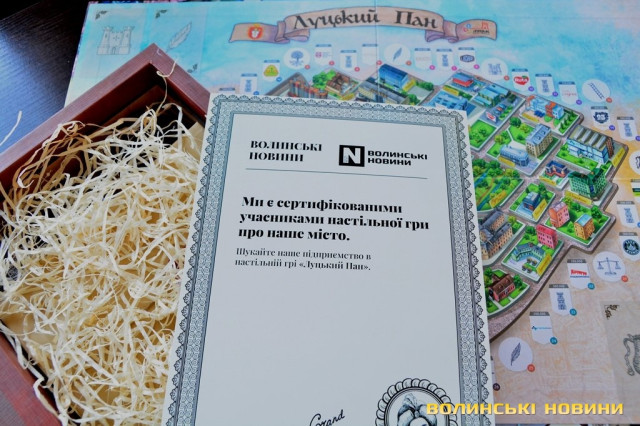 Луцький Пан
ВОЛИНСЬКІ
НОВИНИ
N ВОЛИНСЬКІ
НОВИНИ
Ми є сертифікованими
учасниками настільної гри
про наше місто.
Шукайте наше підприємство в
настільній грі «Луцький Пан».
Grand
ВОЛИНСЬКІ НОВИНИ